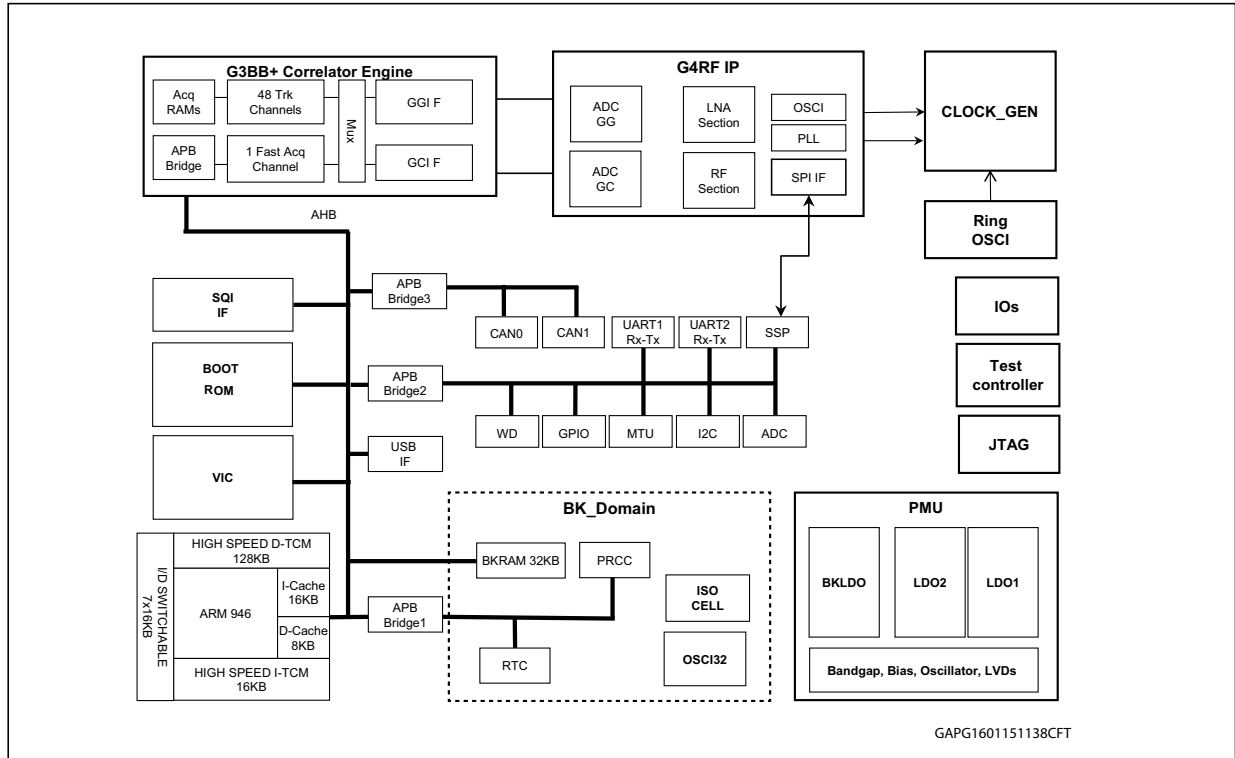 G3BB+ Correlator Engine
Acq
RAMs
48 Trk
Channels
Mux
GGI F
APB
Bridge
1 Fast Acq
Channel
GCI F
G4RF IP
ADC
GG
LNA
Section
OSCI
PLL
ADC
GC
RF
Section
SPI IF
CLOCK_GEN
Ring
OSCI
AHB
SQI
IF
APB
Bridge3
CAN0
CAN1
UART1
Rx-Tx
UART2
Rx-Tx
SSP
IOs
BOOT
ROM
APB
Bridge2
Test
controller
WD
GPIO
MTU
I2C
ADC
JTAG
VIC
USB
IF
BK_Domain
BKRAM 32KB
PRCC
ISO
CELL
RTC
OSCI32
PMU
BKLDO
LDO2
LDO1
Bandgap, Bias, Oscillator, LVDs
I/D SWITCHABLE
7x16KB
HIGH SPEED D-TCM
128KB
ARM 946
I-Cache
16KB
D-Cache
8KB
HIGH SPEED I-TCM
16KB
APB
Bridge1
GAPG1601151138CFT